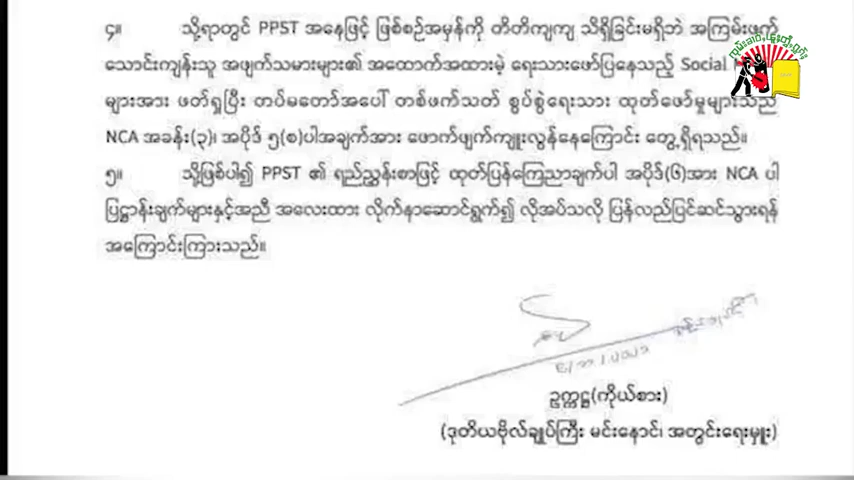 ၄။ သို့ရာတွင် PPST အနေဖြင့် ဖြစ်စဉ်အမှန်ကို တိတိကျကျ သိရှိခြင်းမရှိဘဲ အကြမ်းဖက်
သောင်းကျန်းသူ အဖျက်သမားများ၏ အထောက်အထားမဲ့ ရေးသားဖော်ပြနေသည့် Social
များအား ဖတ်ရှုပြီး တပ်မတော်အပေါ် တစ်ဖက်သတ် စွပ်စွဲရေးသား ထုတ်ဖော်မှုများသည်
NCA အခန်း(၃)၊ အပိုဒ် ၅(စ)ပါအချက်အား ဖောက်ဖျက်ကျူးလွန်နေကြောင်း တွေ့ရှိရသည်။
၅။ သို့ဖြစ်ပါ၍ PPST ၏ ရည်ညွှန်းစာဖြင့် ထုတ်ပြန်ကြေညာချက်ပါ အပိုဒ်(၆)အား NCA ပါ
ပြဋ္ဌာန်းချက်များနှင့်အညီ အလေးထား လိုက်နာဆောင်ရွက်၍ လိုအပ်သလို ပြန်လည်ပြင်ဆင်သွားရန်
အကြောင်းကြားသည်။
ဥက္ကဋ္ဌ(ကိုယ်စား)
(ဒုတိယဗိုလ်ချုပ်ကြီး မင်းနောင်၊ အတွင်းရေးမှူး)